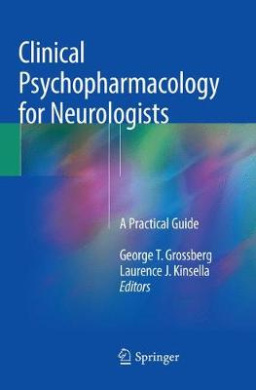 Clinical
Psychopharmacology
for Neurologists
A Practical Guide
George T. Grossberg
Laurence J. Kinsella
Editors
Springer